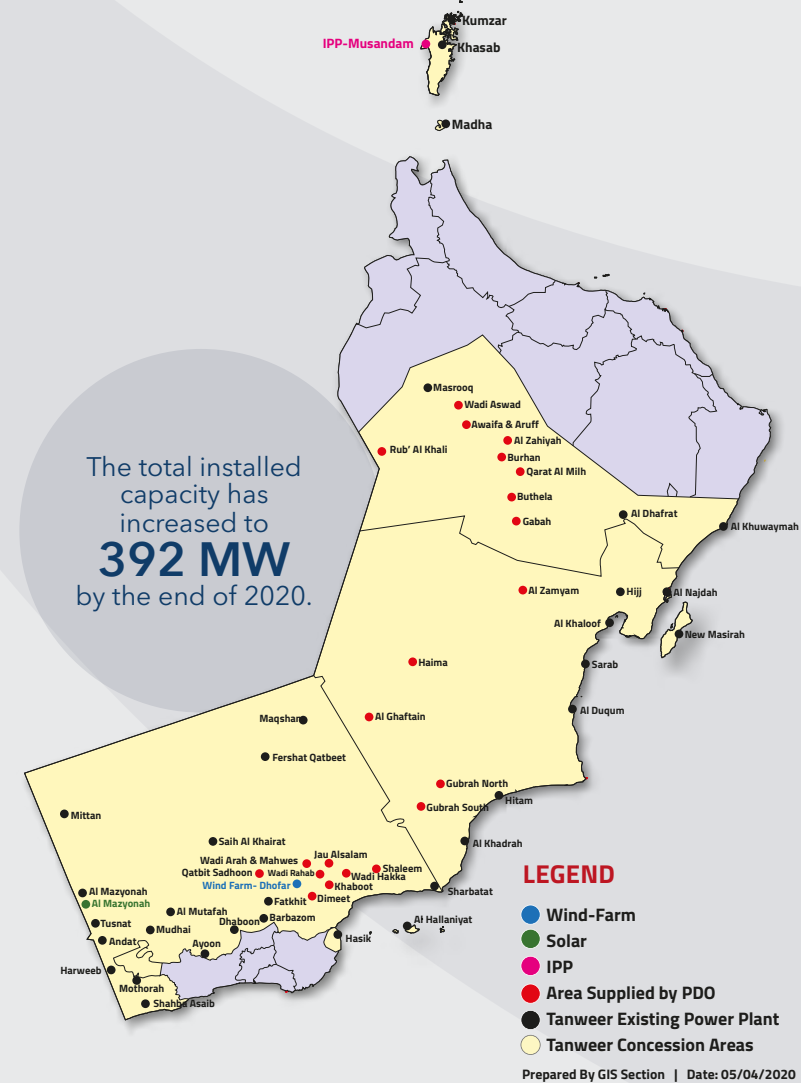 Kumzar
IPP-Musandam
Khasab
Madha
Masrooq
Wadi Aswad
Awaifa & Aruff
Al Zahiyah
Rub' Al Khali
Burhan
Qarat Al Milh
Buthela
Gabah
Al Dhafrat
Al Khuwaymah
The total installed
capacity has
increased to
392 MW
by the end of 2020.
Al Zamyam
Hijj
Al Najdah
Al Khaloof
New Masirah
Haima
Sarab
Al Duqum
Maqshan
Al Ghaftain
Fershat Qatbeet
Gubrah North
Hitam
Gubrah South
Mittan
Saih Al Khairat
Al Khadrah
Jau Alsalam
Wadi Arah & Mahwes
Shaleem
Qatbit Sadhoon
Wadi Rahab
Wadi Hakka
Wind Farm- Dhofar
Khaboot
Sharbatat
Al Mazyonah
Al Mazyonah
Fatkhit
Dimeet
Al Mutafah
Barbazom
Dhaboon
Al Hallaniyat
Tusnat
Mudhai
Hasik
Andat
Ayoon
Harweeb
Mothorah
Shahba Asaib
LEGEND
Wind-Farm
Solar
IPP
Area Supplied by PDO
Tanweer Existing Power Plant
Tanweer Concession Areas
Prepared By GIS Section | Date: 05/04/2020